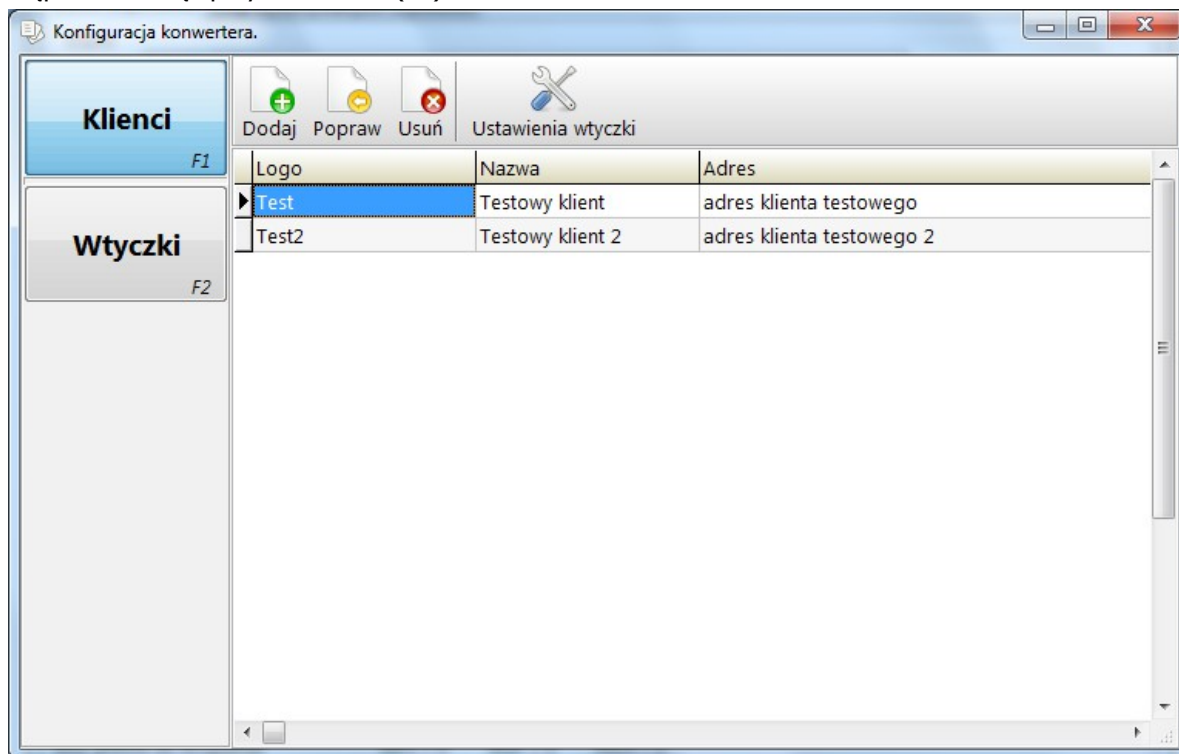 Konfiguracja konwertera.
Klienci
F1
Wtyczki
F2
Dodaj Popraw Usuń Ustawienia wtyczki
Logo Nazwa Adres
Test Testowy klient adres klienta testowego
Test2 Testowy klient 2 adres klienta testowego 2